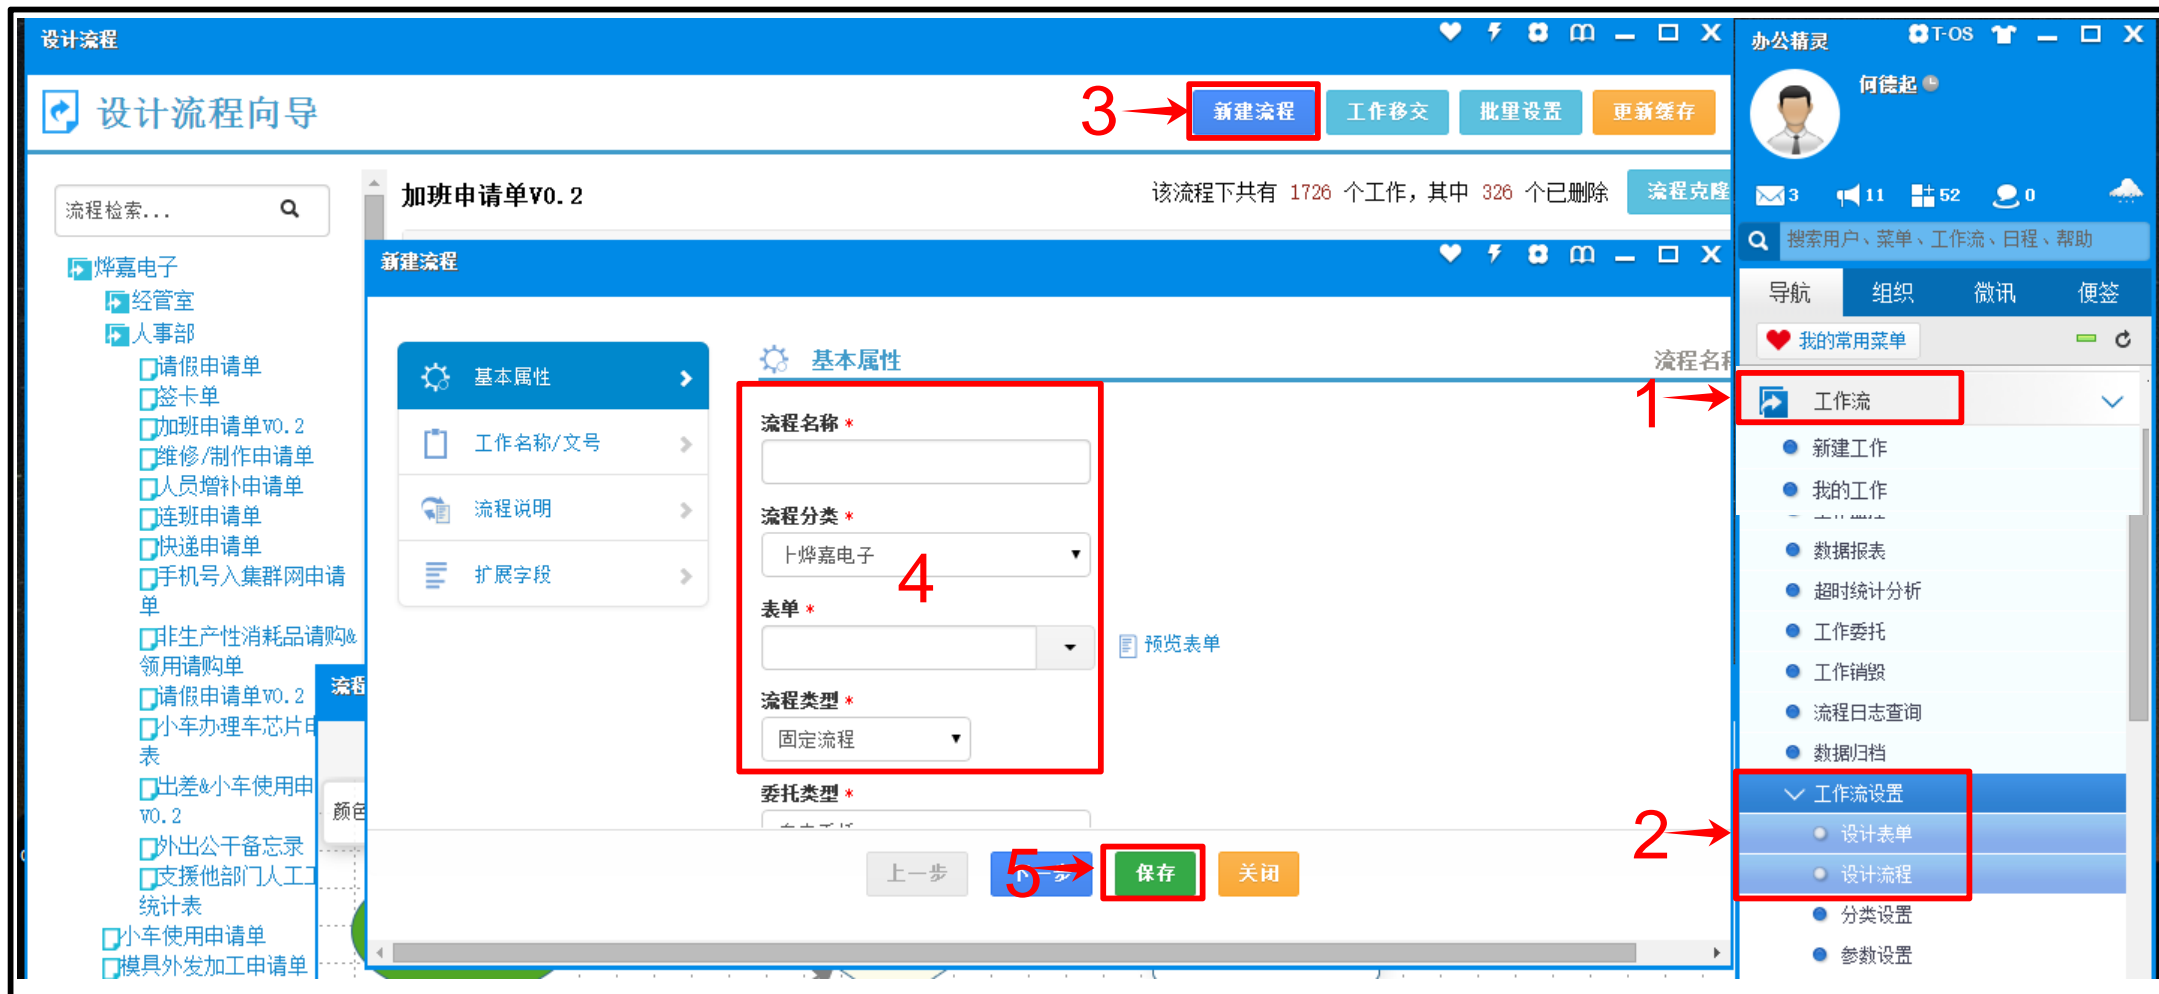 设计流程
设计流程向导
3
新建流程
工作移交
批量设置
更新缓存
流程检索...
加班申请单V0.2
该流程下共有 1726 个工作，其中 326 个已删除
流程克隆
烨嘉电子
经管室
人事部
请假申请单
签卡单
加班申请单V0.2
维修/制作申请单
人员增补申请单
连班申请单
快递申请单
手机号入集群网申请
单
非生产性消耗品请购&
领用请购单
请假申请单V0.2
小车办理车芯片申
表
出差&小车使用申
V0.2
外出公干备忘录
支援他部门人工工
统计表
小车使用申请单
模具外发加工申请单
流程
颜色
新建流程
基本属性
工作名称/文号
流程说明
扩展字段
基本属性
流程名称
流程名称 *
流程分类 *
├烨嘉电子
4
表单 *
预览表单
流程类型 *
固定流程
委托类型 *
上一步
下一步
5
保存
关闭
办公精灵
T-OS
何德起
3
11
52
0
搜索用户、菜单、工作流、日程、帮助
导航
组织
微讯
便签
我的常用菜单
1
工作流
新建工作
我的工作
数据报表
超时统计分析
工作委托
工作销毁
流程日志查询
数据归档
2
工作流设置
设计表单
设计流程
分类设置
参数设置